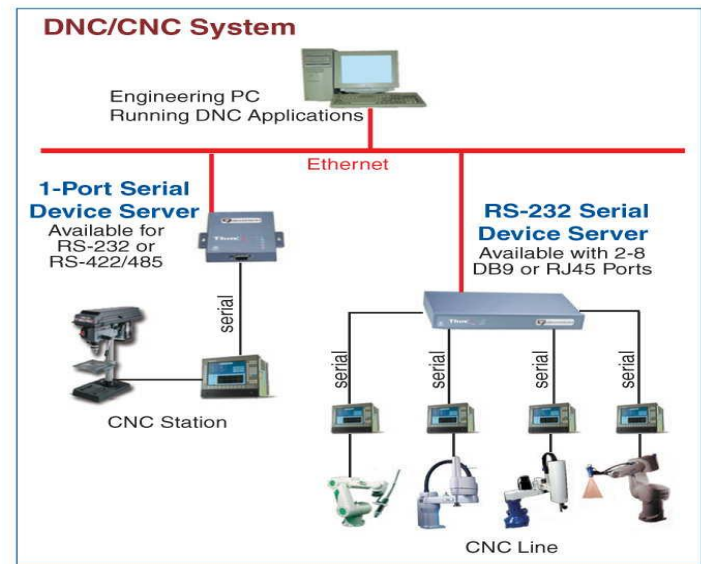 DNC/CNC System
Engineering PC
Running DNC Applications
Ethernet
1-Port Serial
Device Server
Available for
RS-232 or
RS-422/485
RS-232 Serial
Device Server
Available with 2-8
DB9 or RJ45 Ports
serial
serial
serial
serial
serial
CNC Station
CNC Line